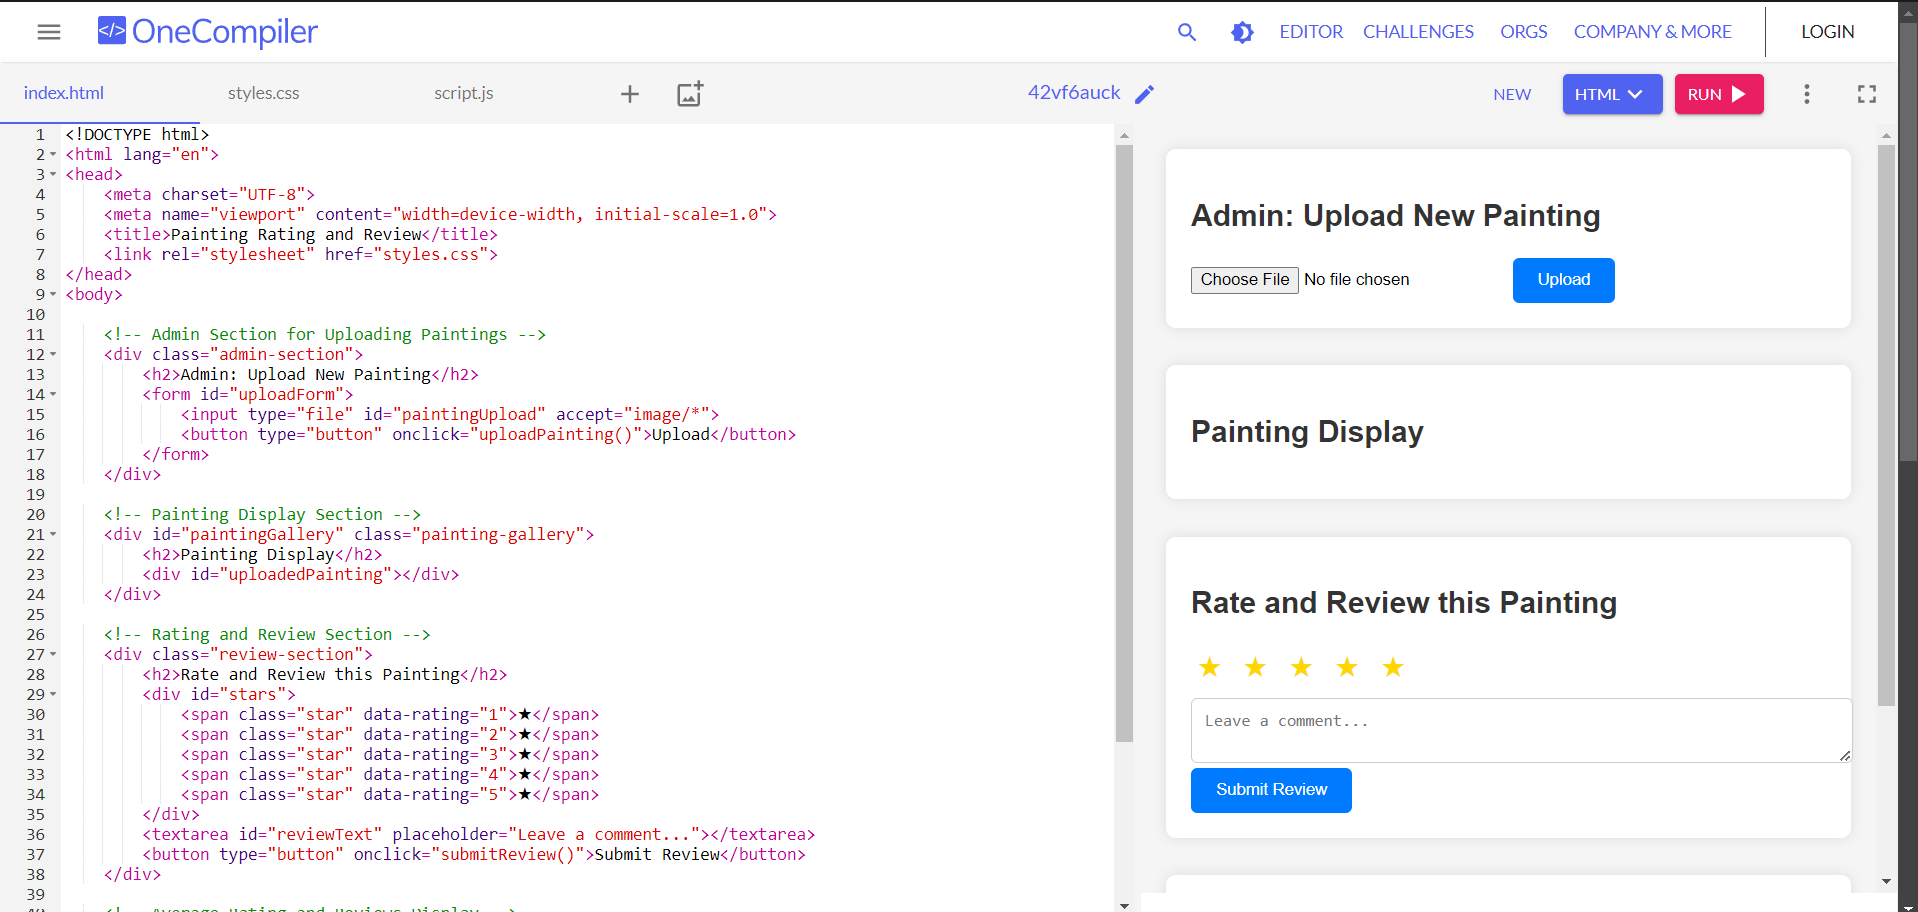 </> OneCompiler
EDITOR CHALLENGES ORGS COMPANY & MORE LOGIN
index.html styles.css script.js 42vf6auck NEW HTML RUN
1 <!DOCTYPE html>
2 <html lang="en">
3 <head>
4 <meta charset="UTF-8">
5 <meta name="viewport" content="width=device-width, initial-scale=1.0">
6 <title>Painting Rating and Review</title>
7 <link rel="stylesheet" href="styles.css">
8 </head>
9 <body>
10
11 <!-- Admin Section for Uploading Paintings -->
12 <div class="admin-section">
13 <h2>Admin: Upload New Painting</h2>
14 <form id="uploadForm">
15 <input type="file" id="paintingUpload" accept="image/*">
16 <button type="button" onclick="uploadPainting()">Upload</button>
17 </form>
18 </div>
19
20 <!-- Painting Display Section -->
21 <div id="paintingGallery" class="painting-gallery">
22 <h2>Painting Display</h2>
23 <div id="uploadedPainting"></div>
24 </div>
25
26 <!-- Rating and Review Section -->
27 <div class="review-section">
28 <h2>Rate and Review this Painting</h2>
29 <div id="stars">
30 <span class="star" data-rating="1">★</span>
31 <span class="star" data-rating="2">★</span>
32 <span class="star" data-rating="3">★</span>
33 <span class="star" data-rating="4">★</span>
34 <span class="star" data-rating="5">★</span>
35 </div>
36 <textarea id="reviewText" placeholder="Leave a comment..."></textarea>
37 <button type="button" onclick="submitReview()">Submit Review</button>
38 </div>
39
40 <!-- Average Rating and Reviews Display -->
Admin: Upload New Painting
Choose File No file chosen Upload
Painting Display
Rate and Review this Painting
★ ★ ★ ★ ★
Leave a comment...
Submit Review